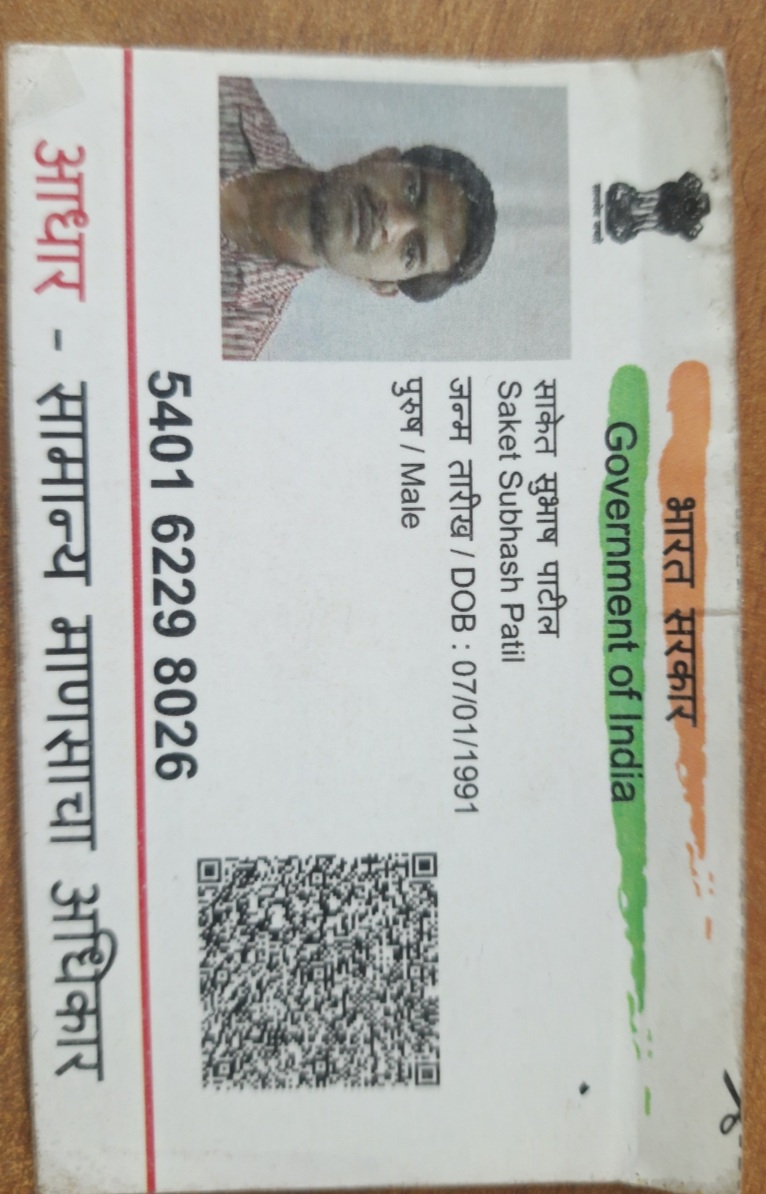 भारत सरकार
Government of India
साकेत सुभाष पाटील
Saket Subhash Patil
जन्म तारीख / DOB : 07/01/1991
पुरुष / Male
5401 6229 8026
आधार - सामान्य माणसाचा अधिकार